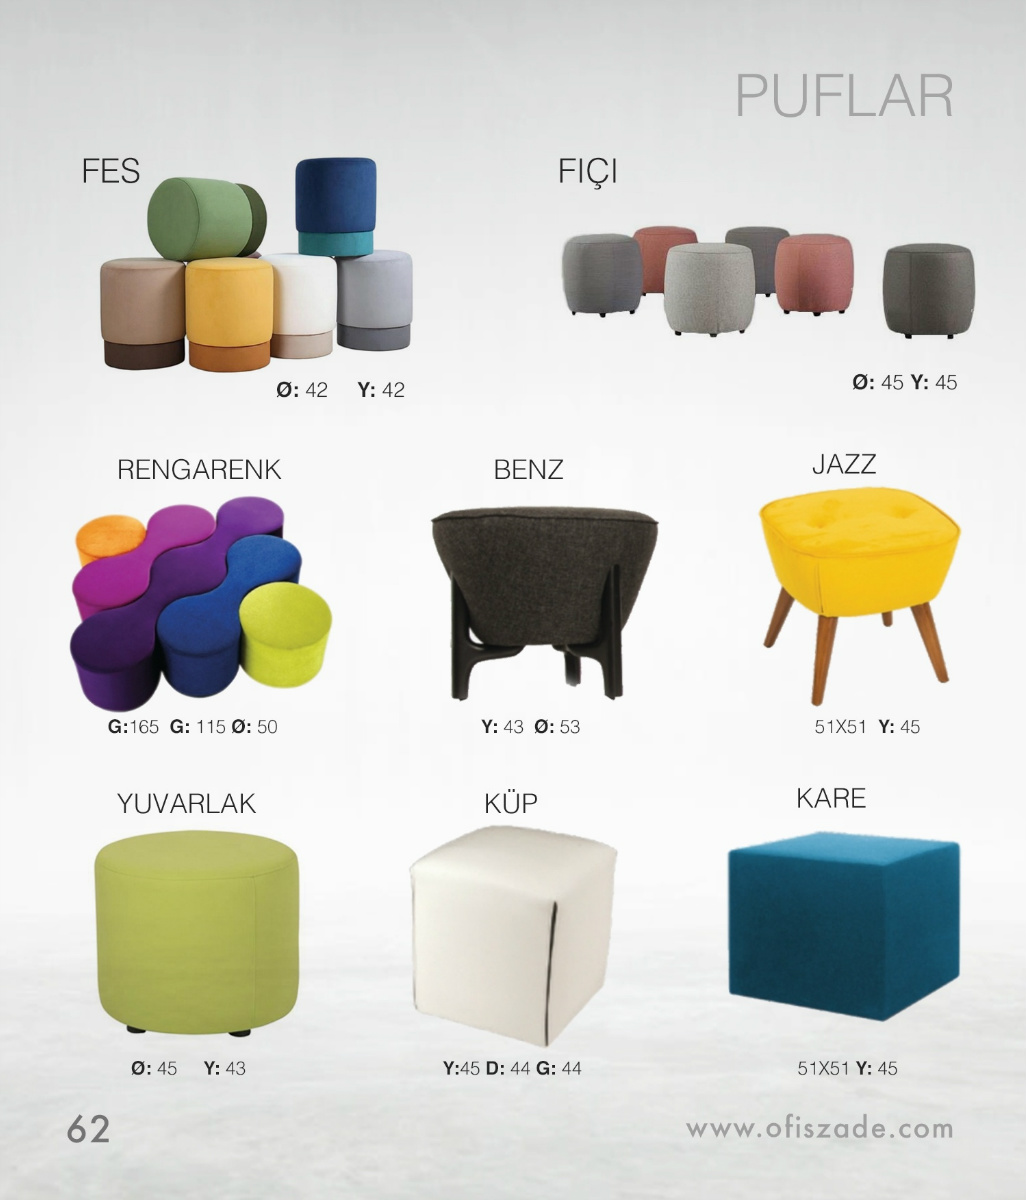 PUFLAR
FES
FIÇI
Ø: 42 Y: 42
Ø: 45 Y: 45
RENGARENK
BENZ
JAZZ
G:165 G: 115 Ø: 50
Y: 43 Ø: 53
51X51 Y: 45
YUVARLAK
KÜP
KARE
Ø: 45 Y: 43
Y:45 D: 44 G: 44
51X51 Y: 45
62
www.ofiszade.com